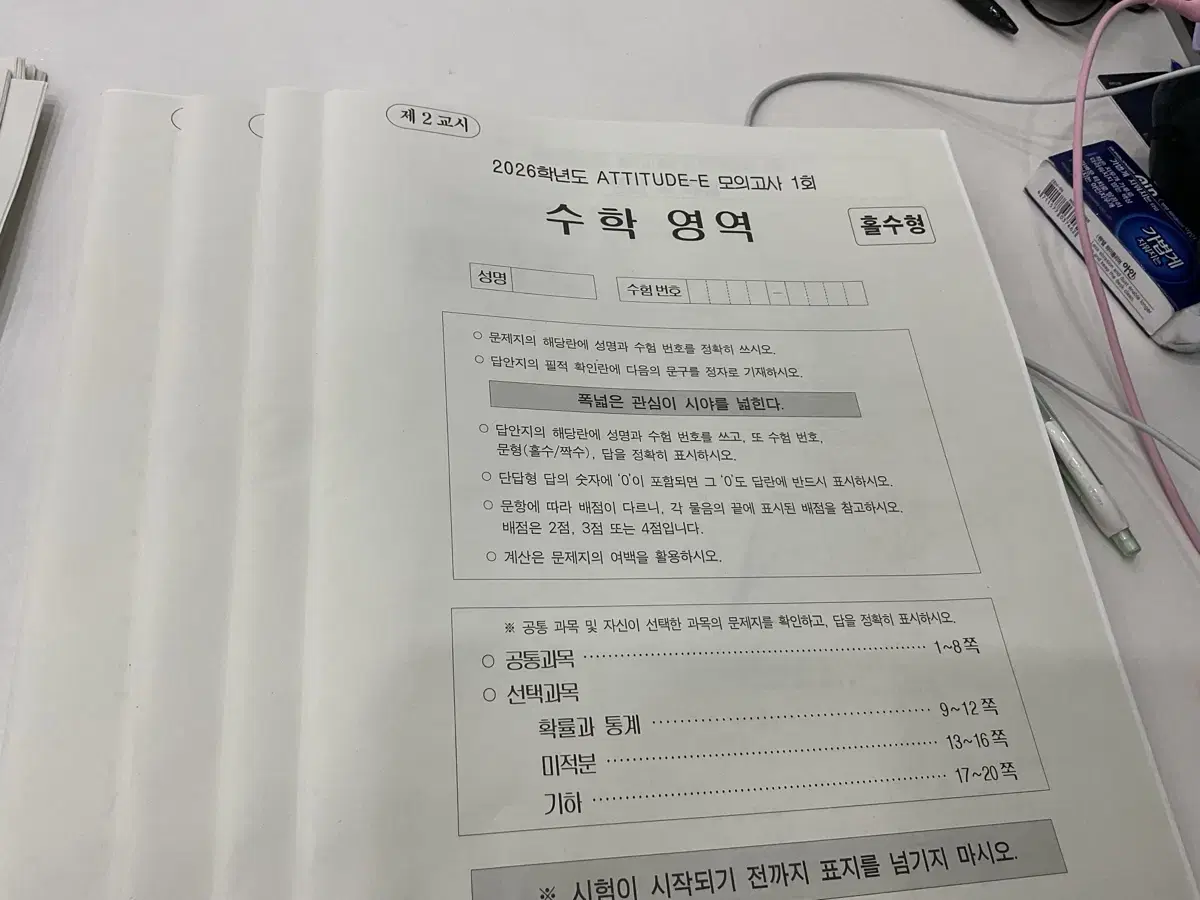 제 2 교시
2026학년도 ATTITUDE-E 모의고사 1회
수학 영역
홀수형
성명
수험 번호
–
○ 문제지의 해당란에 성명과 수험 번호를 정확히 쓰시오.
○ 답안지의 필적 확인란에 다음의 문구를 정자로 기재하시오.
폭넓은 관심이 시야를 넓힌다.
○ 답안지의 해당란에 성명과 수험 번호를 쓰고, 또 수험 번호,
문형(홀수/짝수), 답을 정확히 표시하시오.
○ 단답형 답의 숫자에 '0'이 포함되면 그 '0'도 답란에 반드시 표시하시오.
○ 문항에 따라 배점이 다르니, 각 물음의 끝에 표시된 배점을 참고하시오.
배점은 2점, 3점 또는 4점입니다.
○ 계산은 문제지의 여백을 활용하시오.
※ 공통 과목 및 자신이 선택한 과목의 문제지를 확인하고, 답을 정확히 표시하시오.
○ 공통과목 ································ 1~8쪽
○ 선택과목
확률과 통계 ································ 9~12쪽
미적분 ································ 13~16쪽
기하 ································ 17~20쪽
※ 시험이 시작되기 전까지 표지를 넘기지 마시오.
Ain
가볍게
지워지는
아인